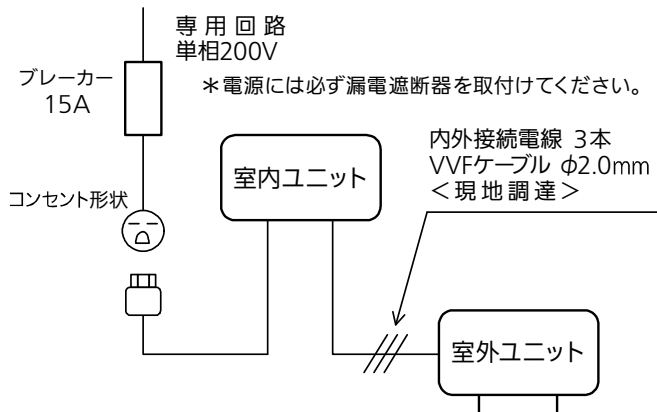 専用回路
単相200V
ブレーカー
15A
＊電源には必ず漏電遮断器を取付けてください。
内外接続電線 3本
VVFケーブル φ2.0mm
＜現地調達＞
室内ユニット
コンセント形状
室外ユニット